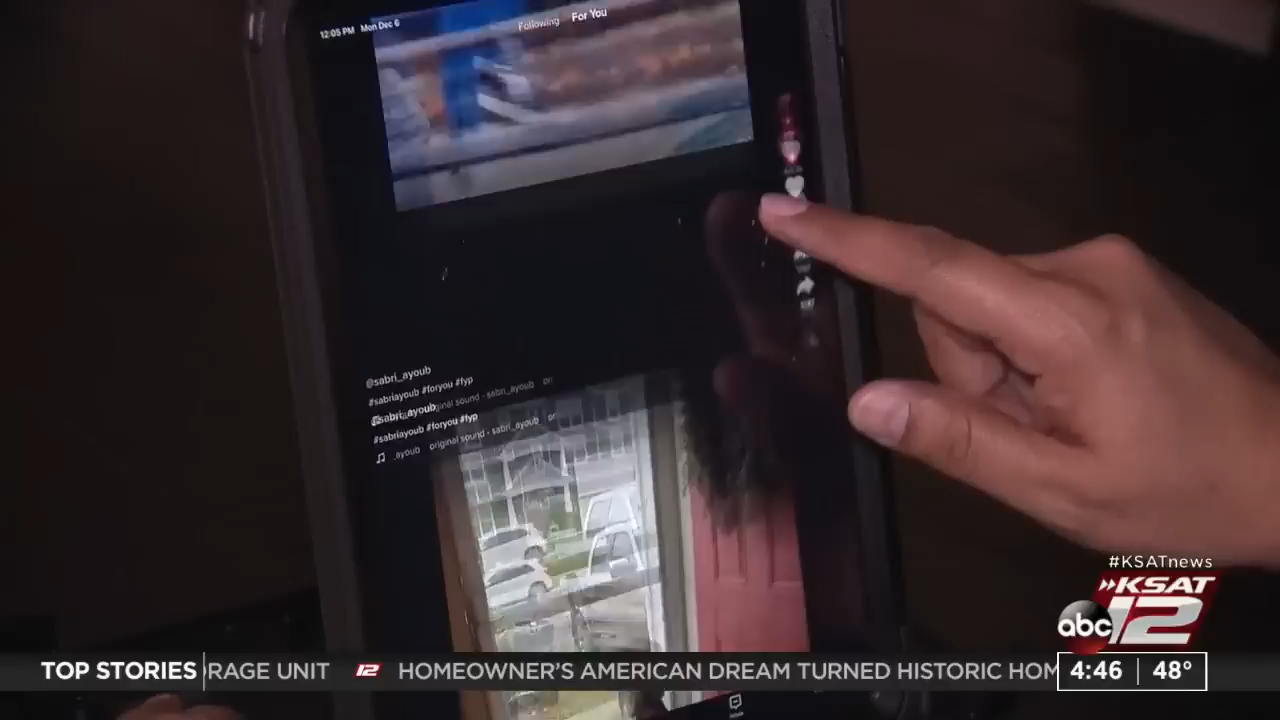 12:05 PM Mon Dec 6
Following For You
@sabri_ayoub
#sabriayoub #foryou #fyp
original sound - sabri_ayoub
@sabri_ayoub
#sabriayoub #foryou #fyp
_ayoub original sound - sabri_ayoub or
#KSATnews
KSAT
abc 12
TOP STORIES RAGE UNIT 12 HOMEOWNER'S AMERICAN DREAM TURNED HISTORIC HOM 4:46 48°